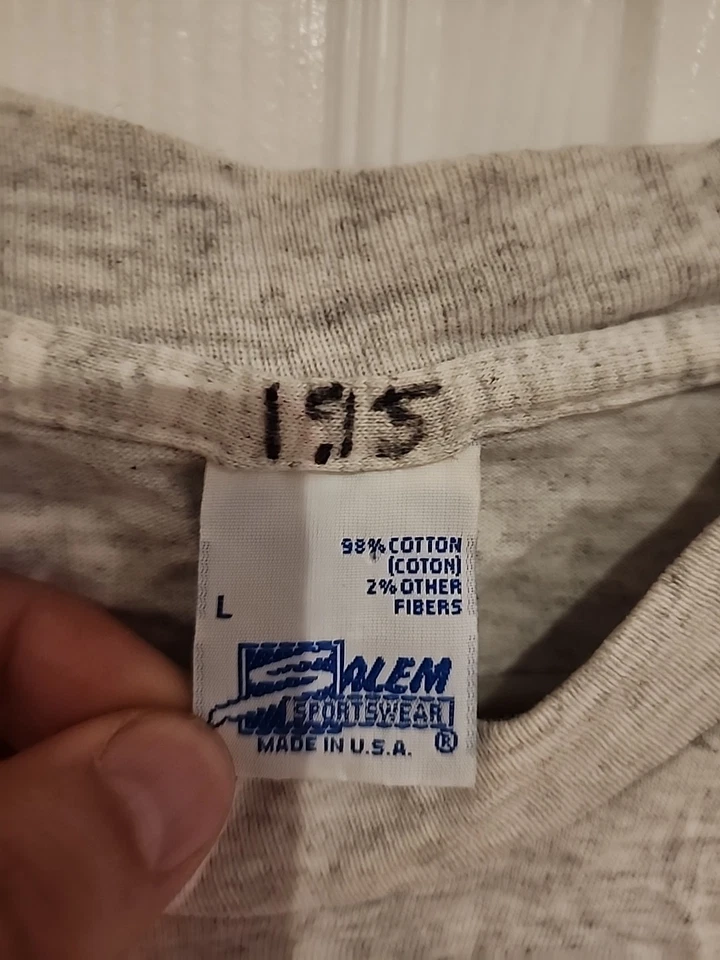 195
98% COTTON
(COTON)
2% OTHER
FIBERS
L
SALEM
SPORTSWEAR
MADE IN U.S.A. ®